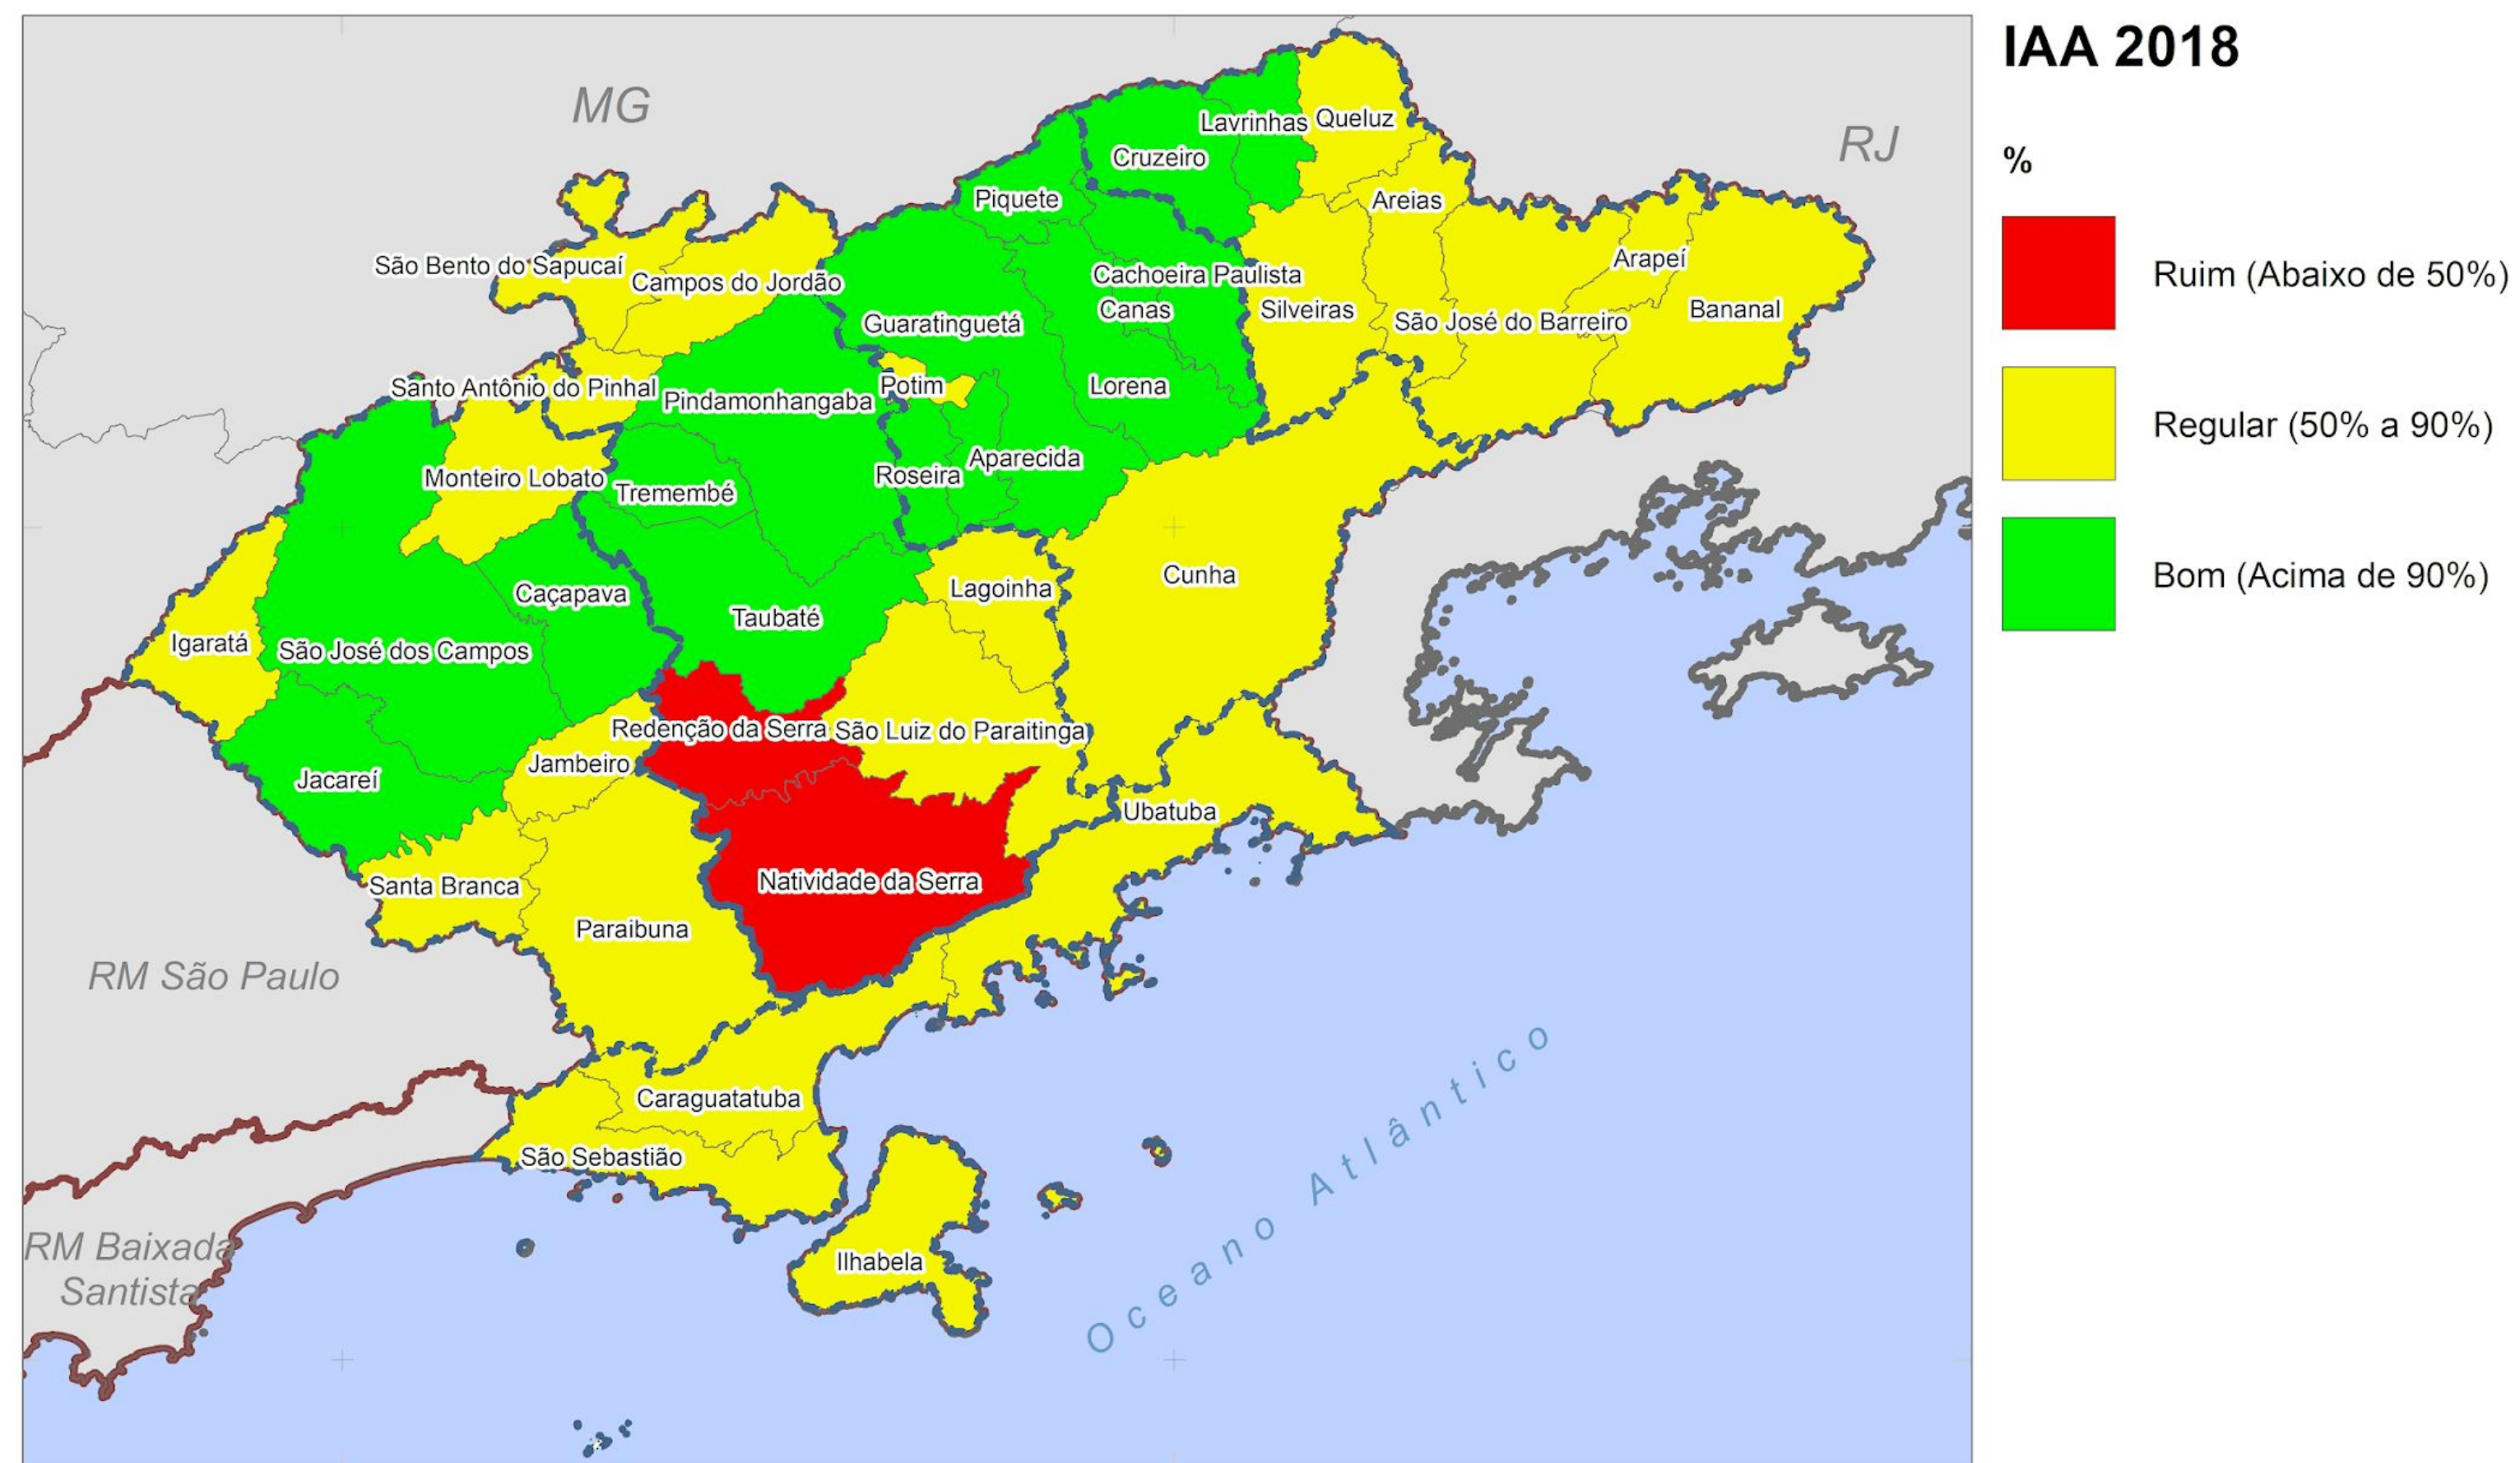 IAA 2018
%
Ruim (Abaixo de 50%)
Regular (50% a 90%)
Bom (Acima de 90%)
MG
RJ
Lavrinhas
Queluz
Cruzeiro
Piquete
Areias
São Bento do Sapucaí
Campos do Jordão
Cachoeira Paulista
Arapeí
Canas
Silveiras
Bananal
Guaratinguetá
São José do Barreiro
Santo Antônio do Pinhal
Pindamonhangaba
Potim
Lorena
Monteiro Lobato
Tremembé
Roseira
Aparecida
Caçapava
Lagoinha
Cunha
Taubaté
Igaratá
São José dos Campos
Redenção da Serra
São Luiz do Paraitinga
Jambeiro
Jacareí
Ubatuba
Santa Branca
Natividade da Serra
Paraibuna
RM São Paulo
Caraguatatuba
São Sebastião
Ilhabela
RM Baixada
Santista
Oceano Atlântico